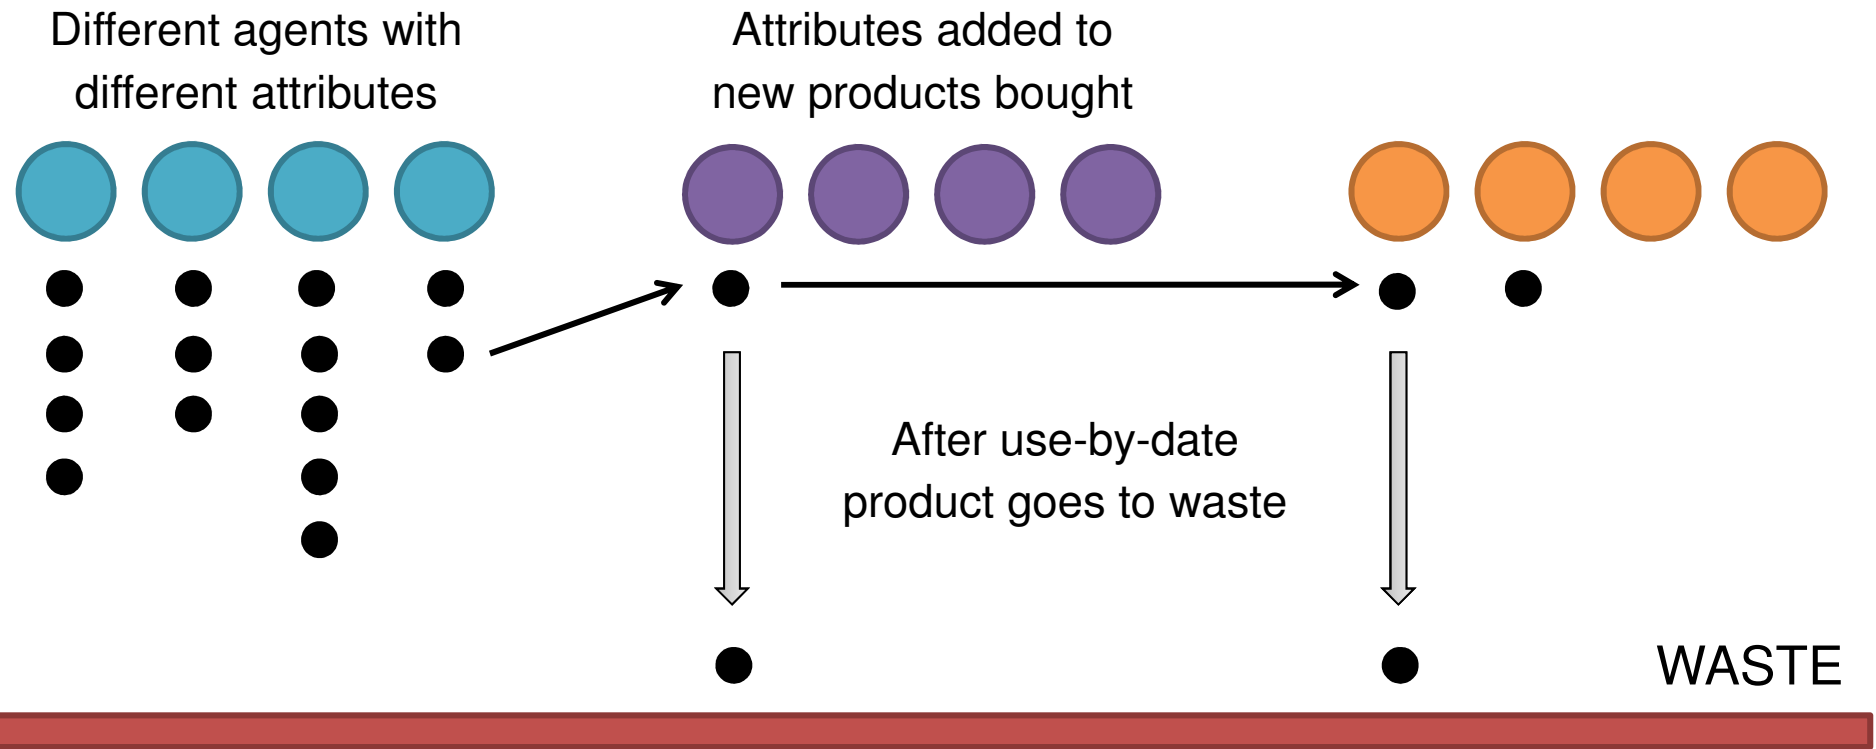 Different agents with
different attributes
Attributes added to
new products bought
After use-by-date
product goes to waste
WASTE